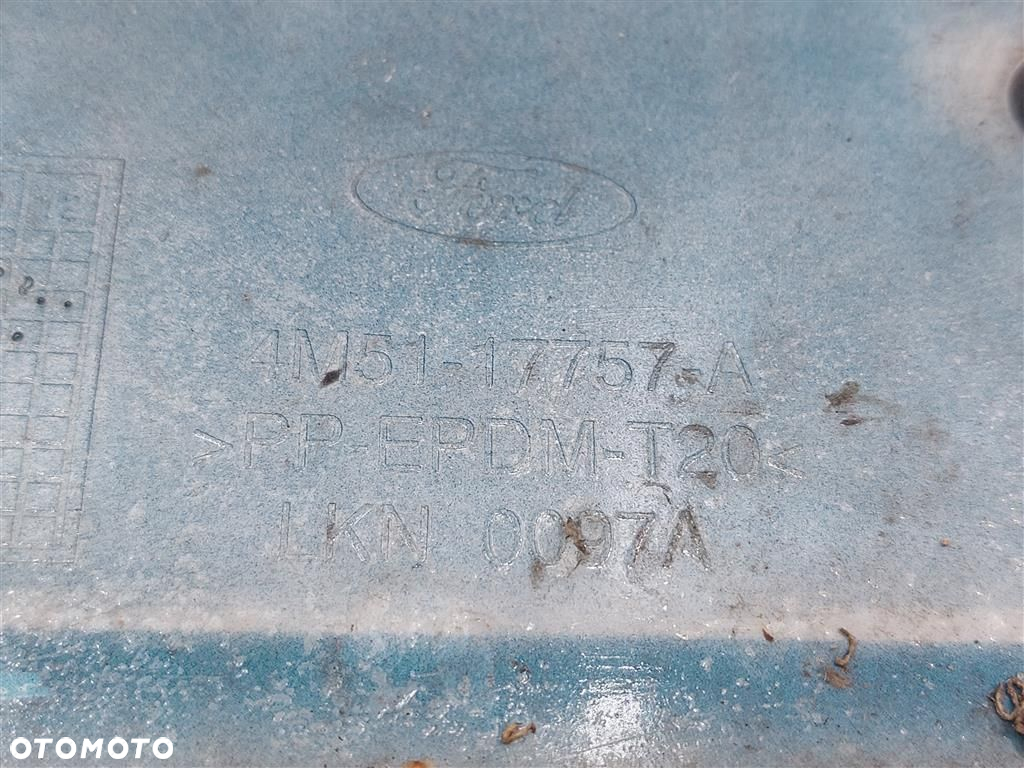 Ford
4M51-17757-A
>PP-EPDM-T20<
LKN 0097A
OTOMOTO